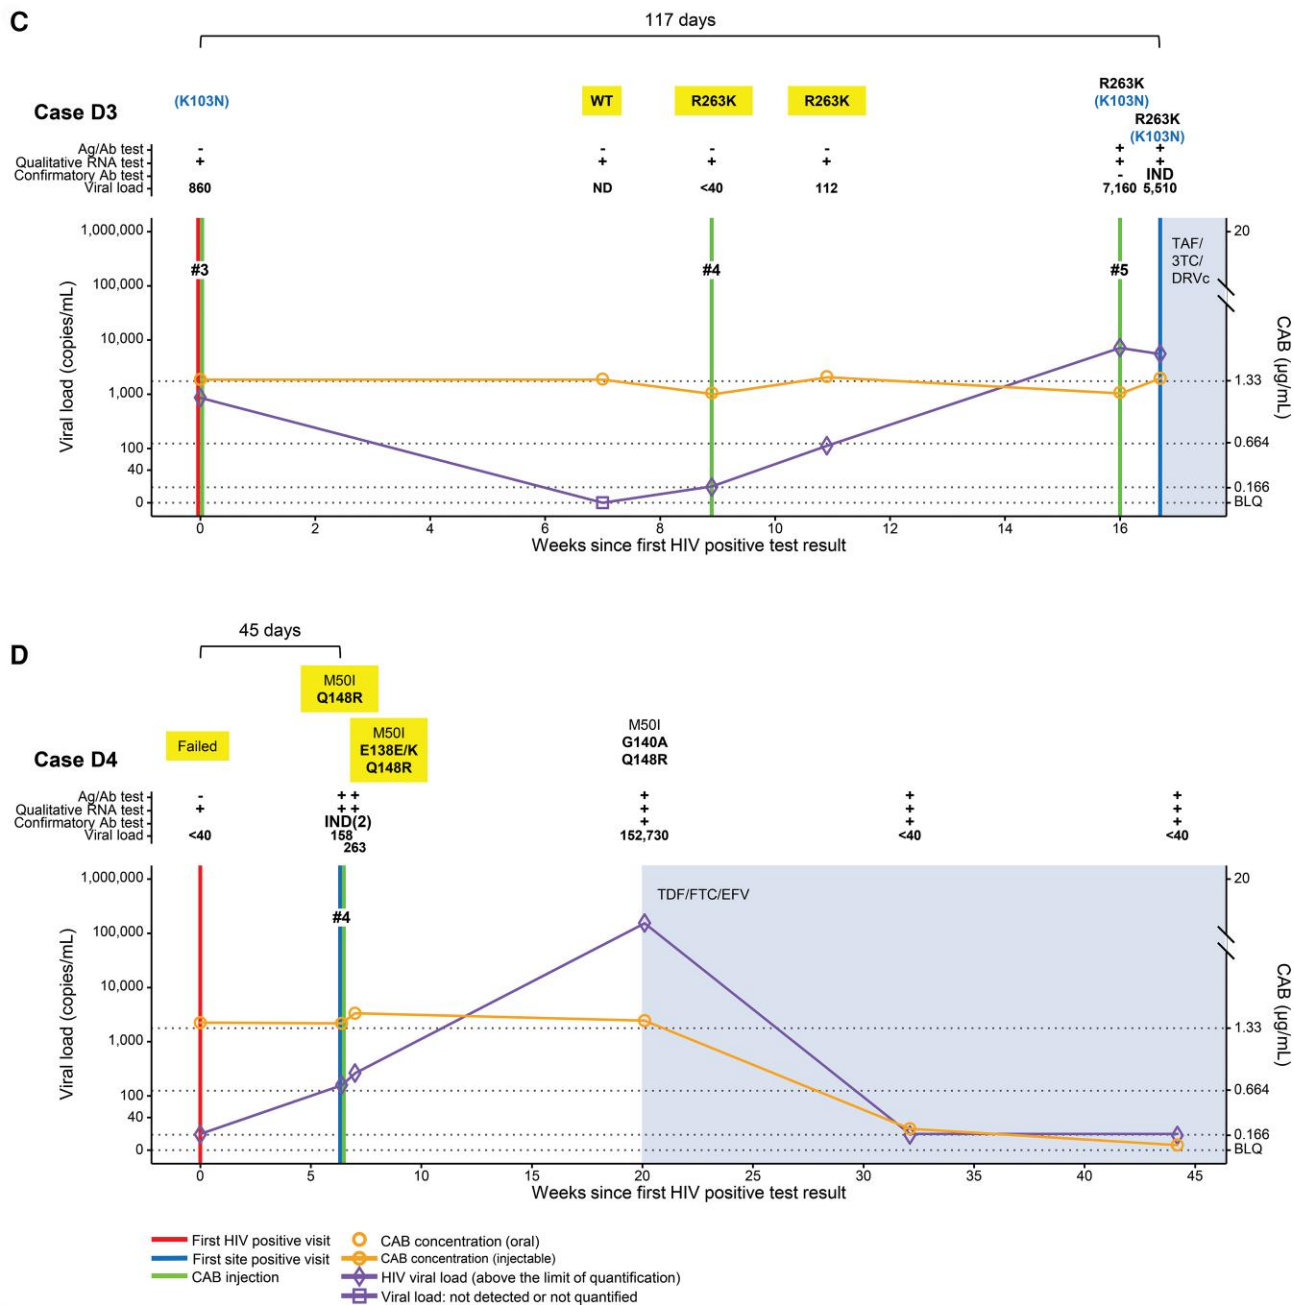 C
117 days
Case D3
(K103N)
WT
R263K
R263K
R263K
(K103N)
R263K
(K103N)
Ag/Ab test - - - - + +
Qualitative RNA test + + + + + +
Confirmatory Ab test - IND
Viral load 860 ND <40 112 7,160 5,510
Viral load (copies/mL)
1,000,000
100,000
10,000
1,000
100
40
0
#3
#4
#5
TAF/
3TC/
DRVc
20
1.33
0.664
0.166
BLQ
CAB (µg/mL)
0 2 4 6 8 10 12 14 16
Weeks since first HIV positive test result
D
45 days
Case D4
Failed
M50I
Q148R
M50I
E138E/K
Q148R
M50I
G140A
Q148R
Ag/Ab test - + + + + +
Qualitative RNA test + + + + + +
Confirmatory Ab test IND(2) + + +
Viral load <40 158 152,730 <40 <40
263
Viral load (copies/mL)
1,000,000
100,000
10,000
1,000
100
40
0
#4
TDF/FTC/EFV
20
1.33
0.664
0.166
BLQ
CAB (µg/mL)
0 5 10 15 20 25 30 35 40 45
Weeks since first HIV positive test result
First HIV positive visit
First site positive visit
CAB injection
CAB concentration (oral)
CAB concentration (injectable)
HIV viral load (above the limit of quantification)
Viral load: not detected or not quantified